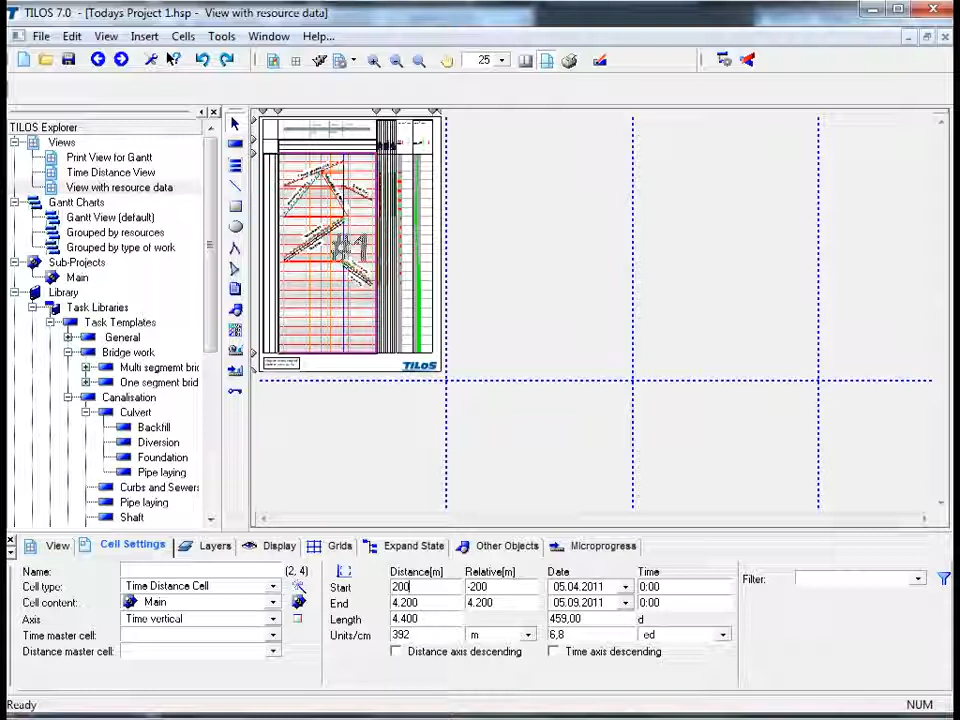 TILOS 7.0 - [Todays Project 1.hsp - View with resource data]
File Edit View Insert Cells Tools Window Help...
25
TILOS Explorer
Views
Print View for Gantt
Time Distance View
View with resource data
Gantt Charts
Gantt View (default)
Grouped by resources
Grouped by type of work
Sub-Projects
Main
Library
Task Libraries
Task Templates
General
Bridge work
Multi segment brid
One segment brid
Canalisation
Culvert
Backfill
Diversion
Foundation
Pipe laying
Curbs and Sewers
Pipe laying
Shaft
#1
TILOS
View Cell Settings Layers Display Grids Expand State Other Objects Microprogress
Name: (2, 4) Distance[m] Relative[m] Date Time
Cell type: Time Distance Cell Start 200 -200 05.04.2011 0:00 Filter:
Cell content: Main End 4.200 4.200 05.09.2011 0:00
Axis Time vertical Length 4.400 459,00 d
Time master cell: Units/cm 392 m 6,8 ed
Distance master cell: Distance axis descending Time axis descending
Ready NUM